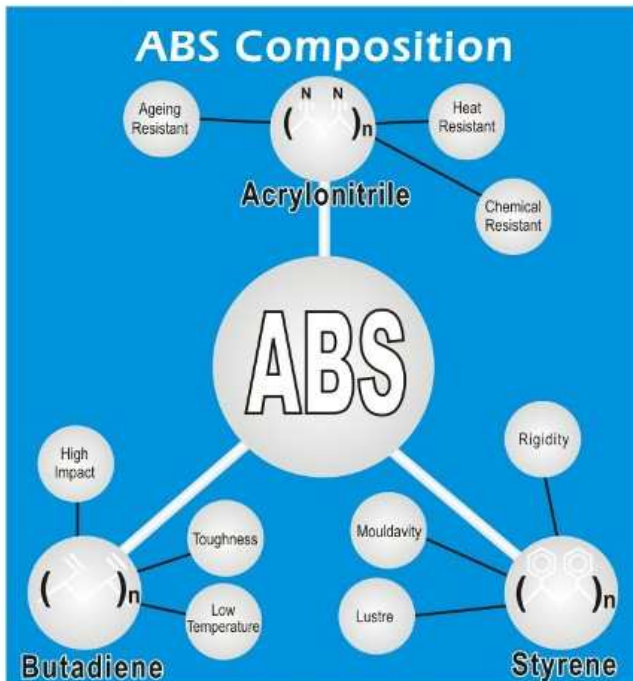 ABS Composition
N N
Ageing
Resistant
( )n
Heat
Resistant
Acrylonitrile
Chemical
Resistant
ABS
High
Impact
Rigidity
Toughness
Mouldavity
( )n
Low
Temperature
Lustre
( )n
Butadiene
Styrene